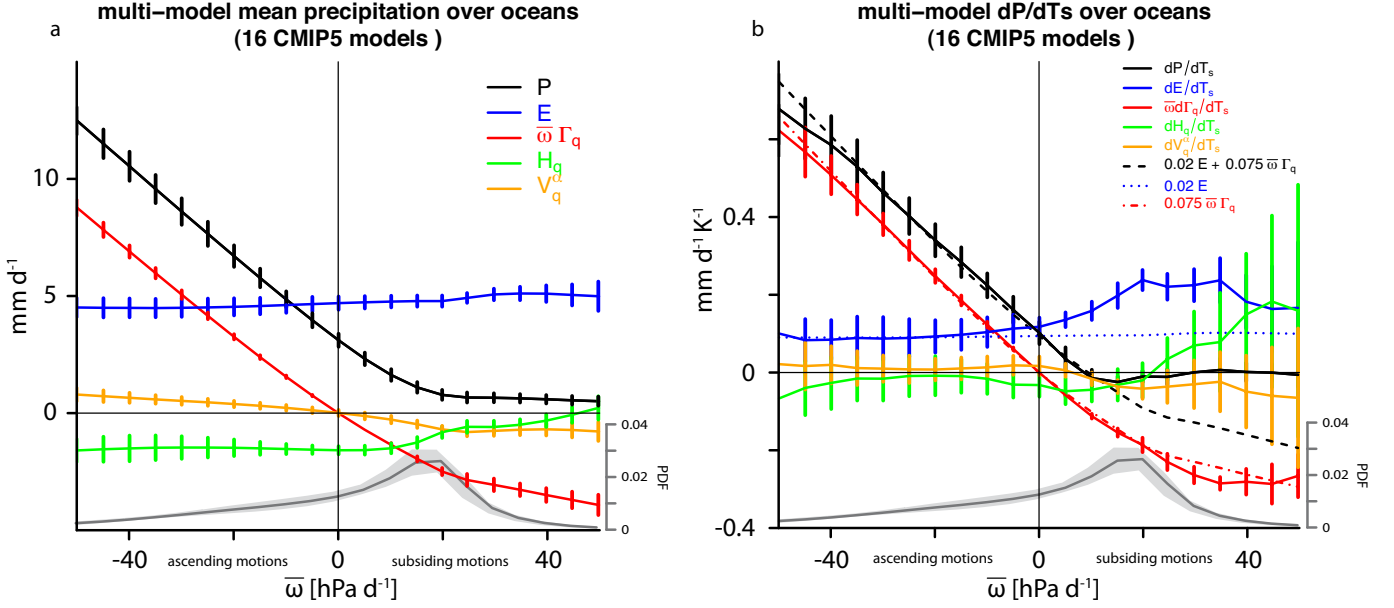 multi-model mean precipitation over oceans
(16 CMIP5 models )
a
P
E
ω̅ Γq
Hq
Vqα
mm d-1
10
5
0
0.04
0.02
0
PDF
-40
0
40
ascending motions
subsiding motions
ω̅ [hPa d-1]
multi-model dP/dTs over oceans
(16 CMIP5 models )
b
dP/dTs
dE/dTs
ω̅dΓq/dTs
dHq/dTs
dVqα/dTs
0.02 E + 0.075 ω̅ Γq
0.02 E
0.075 ω̅ Γq
mm d-1 K-1
0.4
0
-0.4
0.04
0.02
0
PDF
-40
0
40
ascending motions
subsiding motions
ω̅ [hPa d-1]